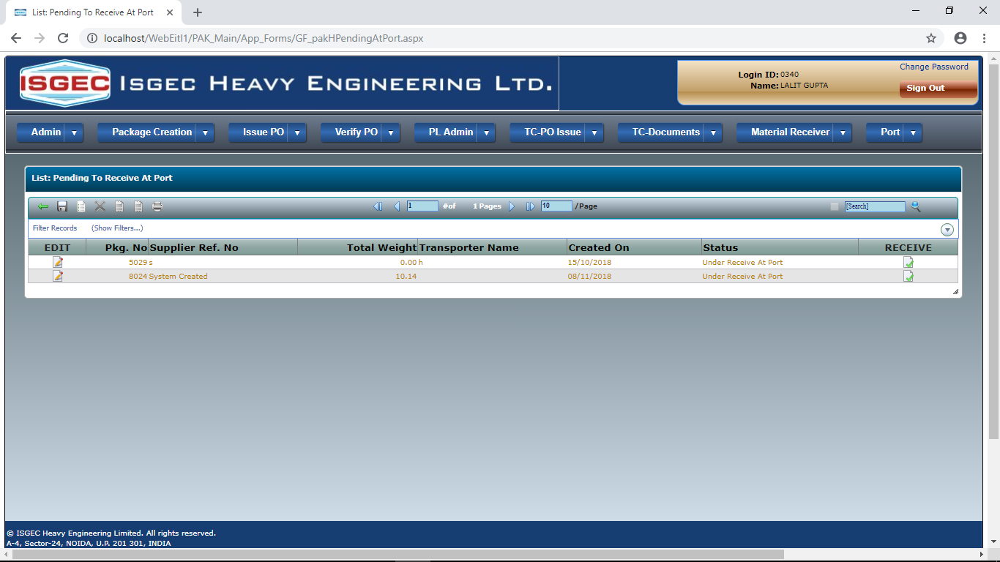 List: Pending To Receive At Port
localhost/WebEitl1/PAK_Main/App_Forms/GF_pakHPendingAtPort.aspx
ISGEC ISGEC HEAVY ENGINEERING LTD.
Change Password
Login ID: 0340
Name: LALIT GUPTA
Sign Out
Admin Package Creation Issue PO Verify PO PL Admin TC-PO Issue TC-Documents Material Receiver Port
List: Pending To Receive At Port
1 #of 1 Pages 10 /Page [Search]
Filter Records (Show Filters...)
EDIT Pkg. No Supplier Ref. No Total Weight Transporter Name Created On Status RECEIVE
5029 s 0.00 h 15/10/2018 Under Receive At Port
8024 System Created 10.14 08/11/2018 Under Receive At Port
© ISGEC Heavy Engineering Limited. All rights reserved.
A-4, Sector-24, NOIDA, U.P. 201 301, INDIA